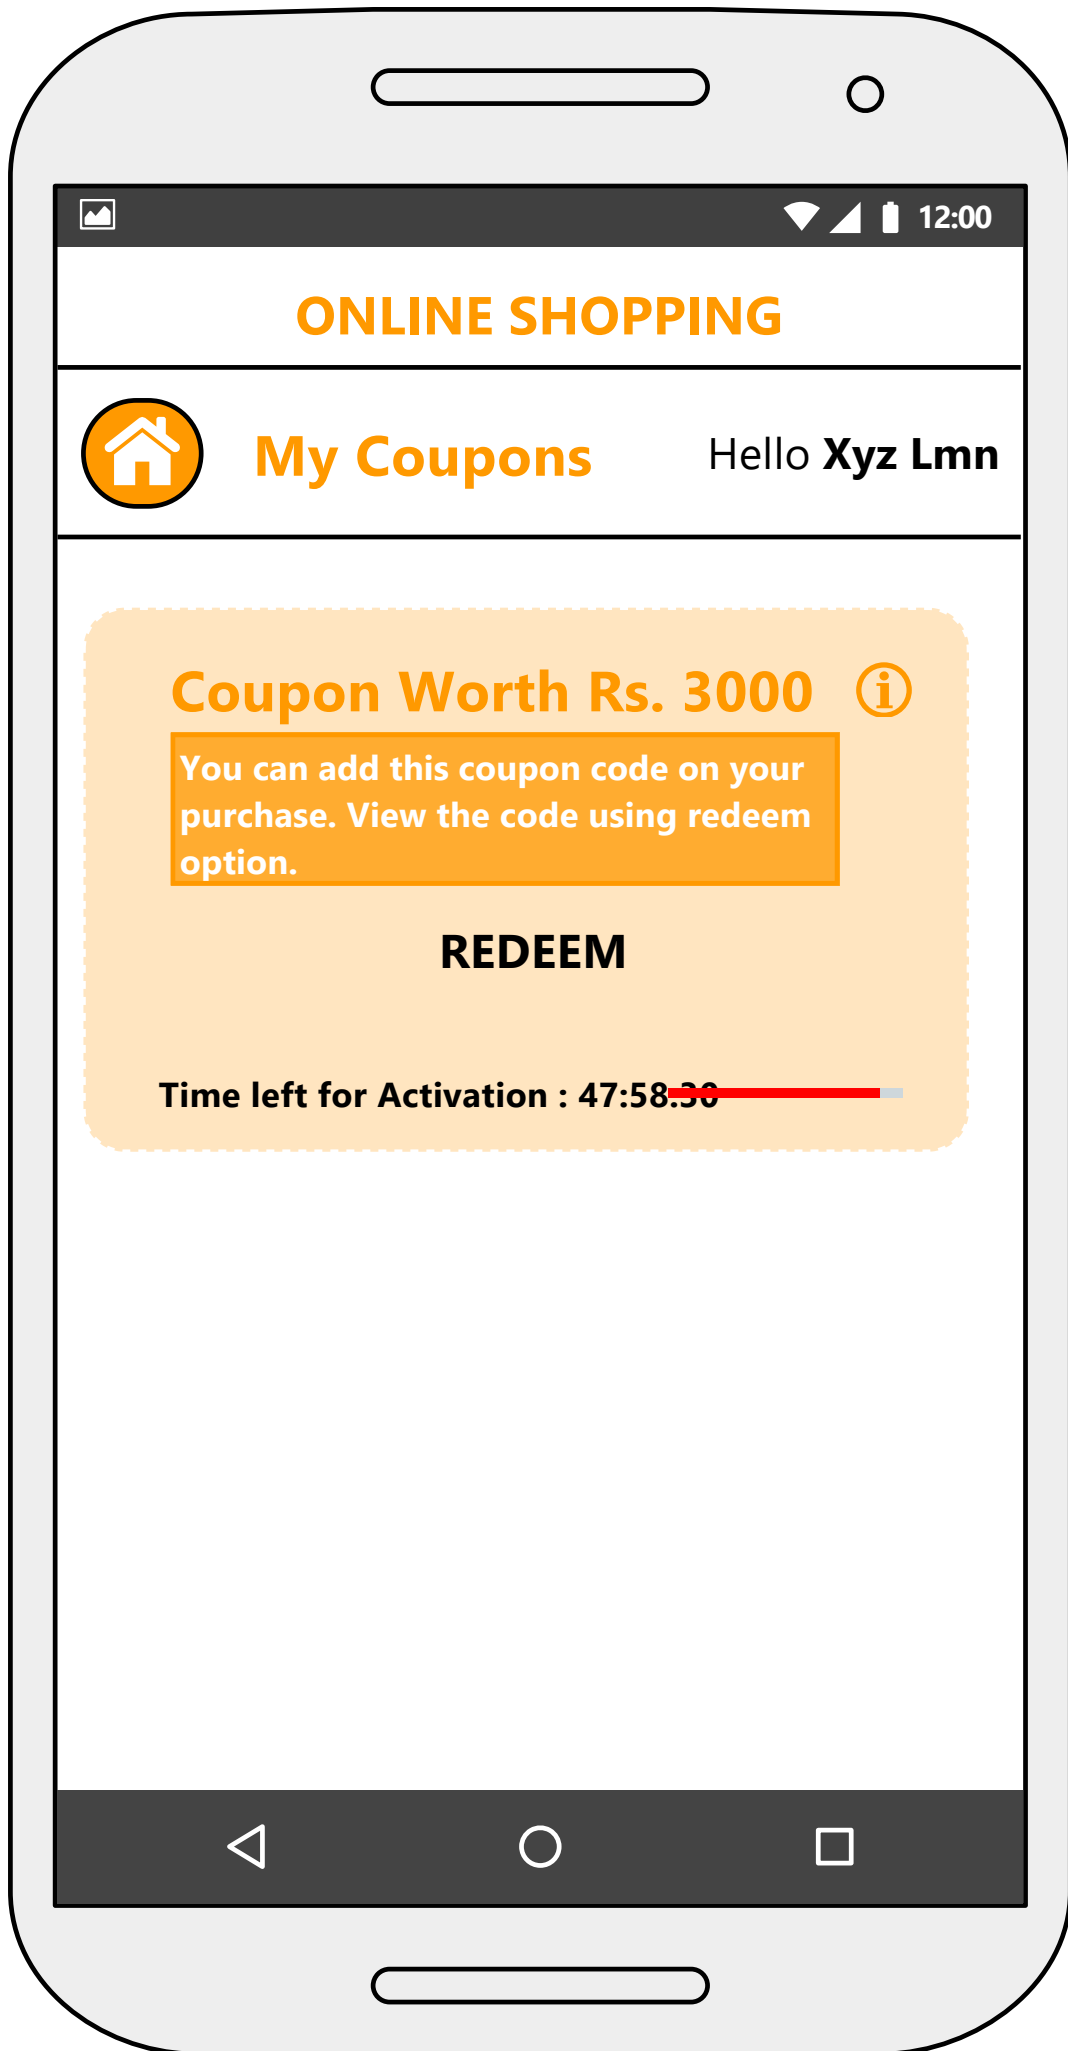 12:00
ONLINE SHOPPING
My Coupons
Hello Xyz Lmn
Coupon Worth Rs. 3000
You can add this coupon code on your
purchase. View the code using redeem
option.
REDEEM
Time left for Activation : 47:58:30